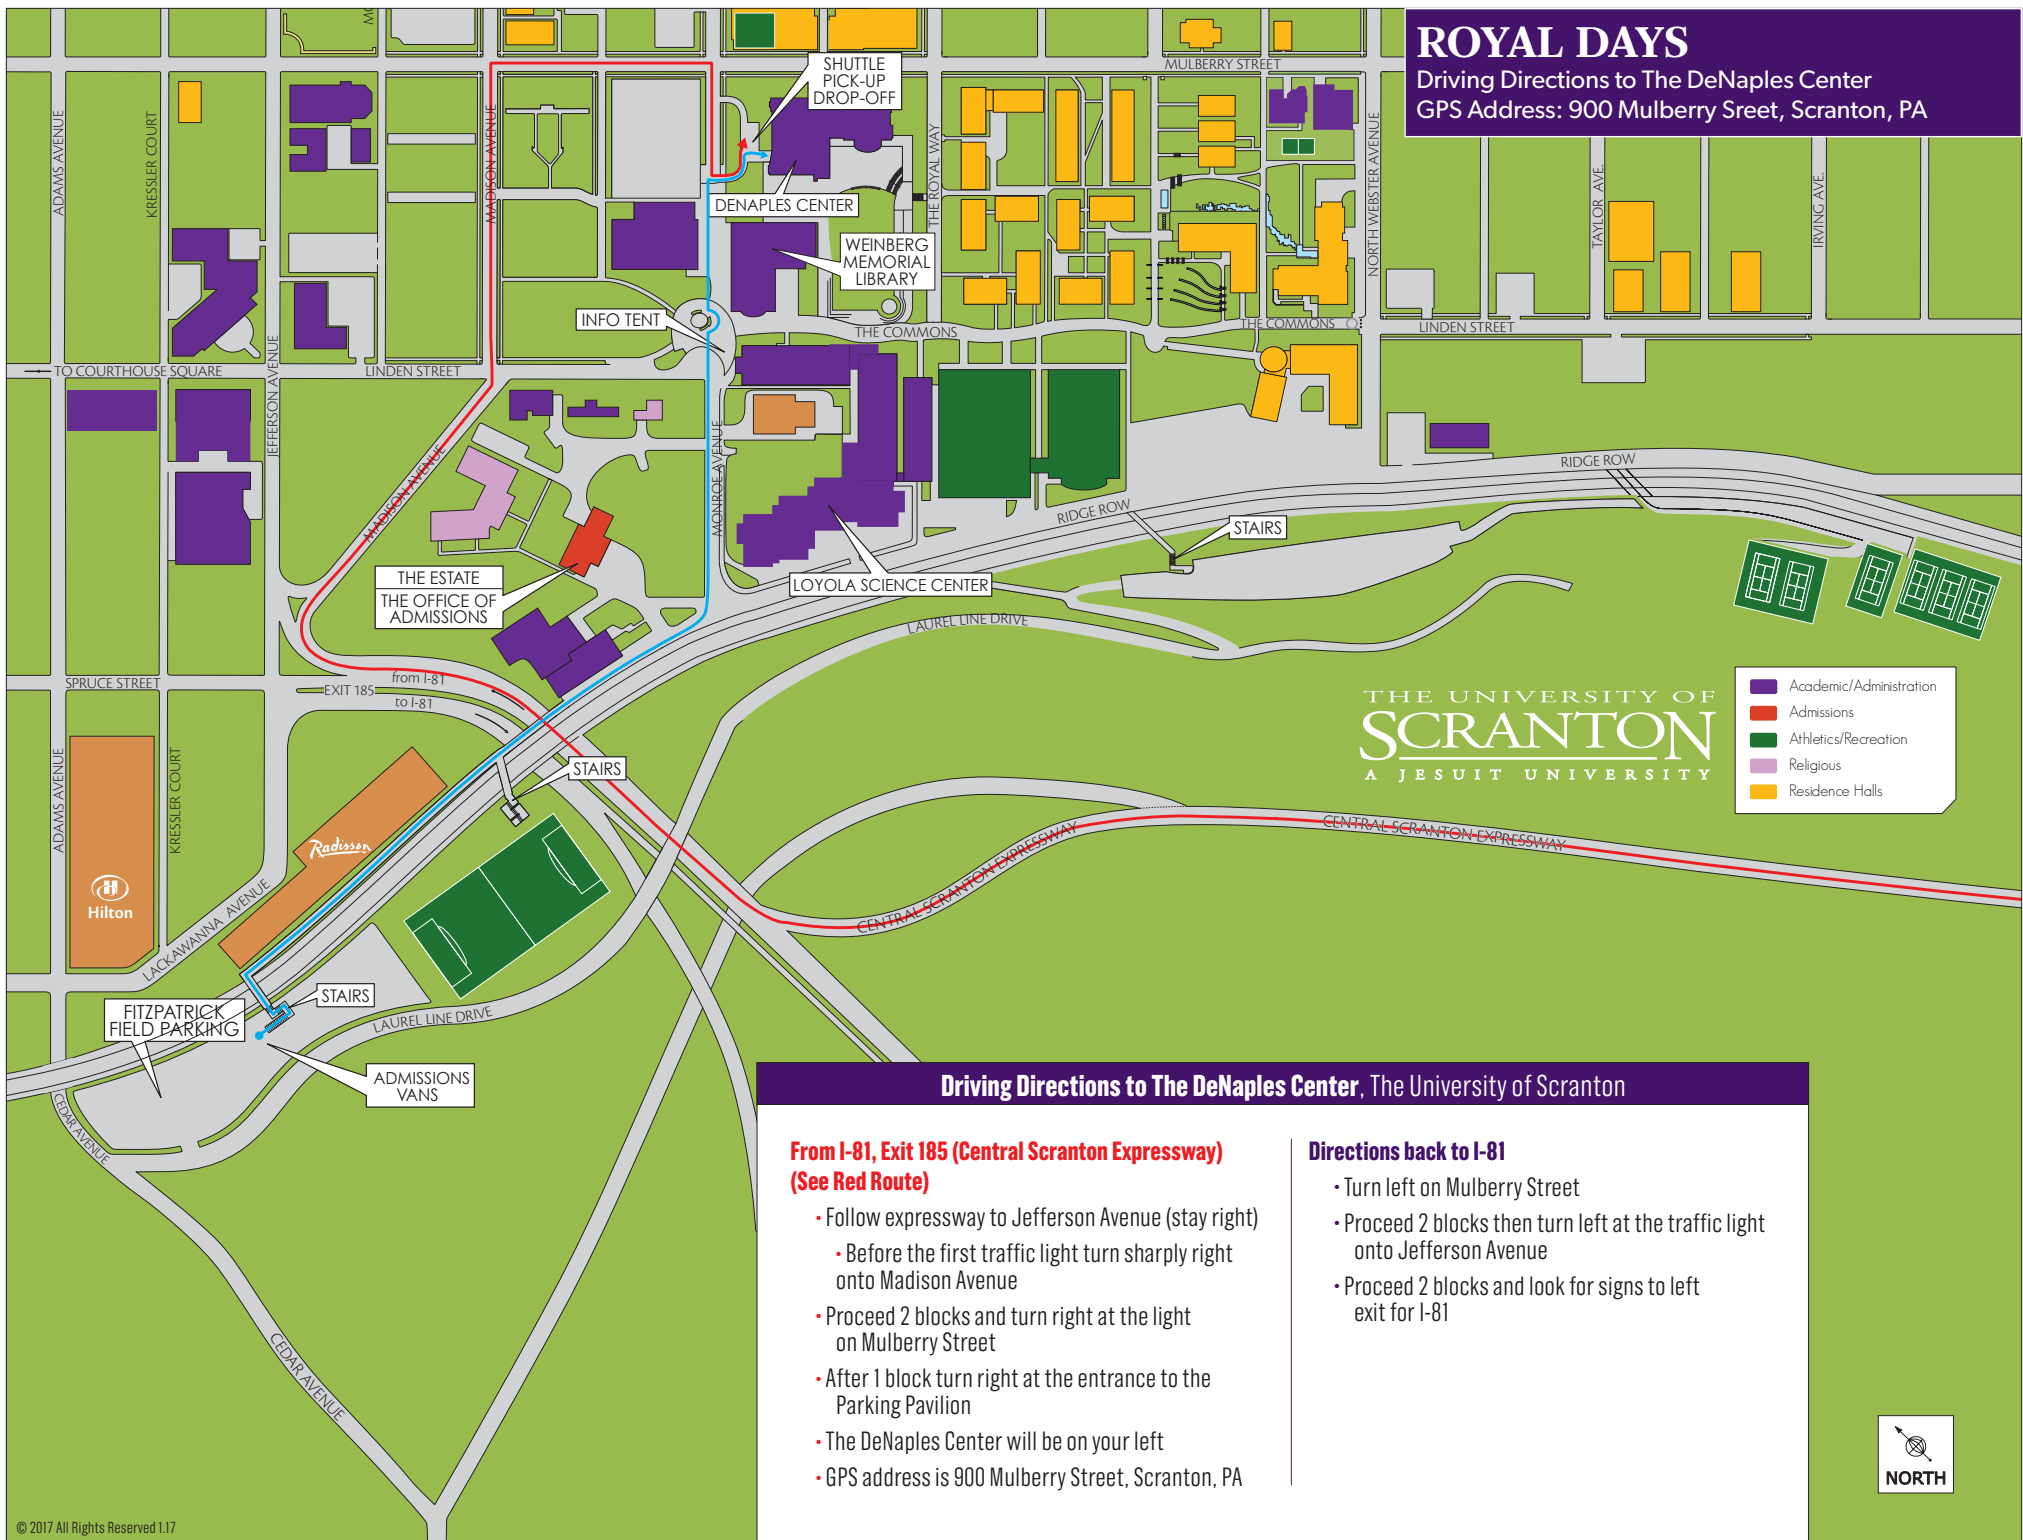 ROYAL DAYS
Driving Directions to The DeNaples Center
GPS Address: 900 Mulberry Sreet, Scranton, PA
MULBERRY STREET
SHUTTLE
PICK-UP
DROP-OFF
ADAMS AVENUE
KRESSLER COURT
MADISON AVENUE
THE ROYAL WAY
NORTH WEBSTER AVENUE
TAYLOR AVE.
IRVING AVE.
DENAPLES CENTER
WEINBERG
MEMORIAL
LIBRARY
INFO TENT
THE COMMONS
THE COMMONS
LINDEN STREET
TO COURTHOUSE SQUARE
LINDEN STREET
JEFFERSON AVENUE
MADISON AVENUE
MONROE AVENUE
RIDGE ROW
RIDGE ROW
STAIRS
THE ESTATE
THE OFFICE OF
ADMISSIONS
LOYOLA SCIENCE CENTER
LAUREL LINE DRIVE
SPRUCE STREET
from I-81
EXIT 185
to I-81
THE UNIVERSITY OF
SCRANTON
A JESUIT UNIVERSITY
Academic/Administration
Admissions
Athletics/Recreation
Religious
Residence Halls
ADAMS AVENUE
KRESSLER COURT
STAIRS
Radisson
Hilton
LACKAWANNA AVENUE
CENTRAL SCRANTON EXPRESSWAY
CENTRAL SCRANTON EXPRESSWAY
STAIRS
FITZPATRICK
FIELD PARKING
LAUREL LINE DRIVE
ADMISSIONS
VANS
CEDAR AVENUE
CEDAR AVENUE
Driving Directions to The DeNaples Center, The University of Scranton
From I-81, Exit 185 (Central Scranton Expressway)
(See Red Route)
• Follow expressway to Jefferson Avenue (stay right)
• Before the first traffic light turn sharply right
onto Madison Avenue
• Proceed 2 blocks and turn right at the light
on Mulberry Street
• After 1 block turn right at the entrance to the
Parking Pavilion
• The DeNaples Center will be on your left
• GPS address is 900 Mulberry Street, Scranton, PA
Directions back to I-81
• Turn left on Mulberry Street
• Proceed 2 blocks then turn left at the traffic light
onto Jefferson Avenue
• Proceed 2 blocks and look for signs to left
exit for I-81
NORTH
© 2017 All Rights Reserved 1.17